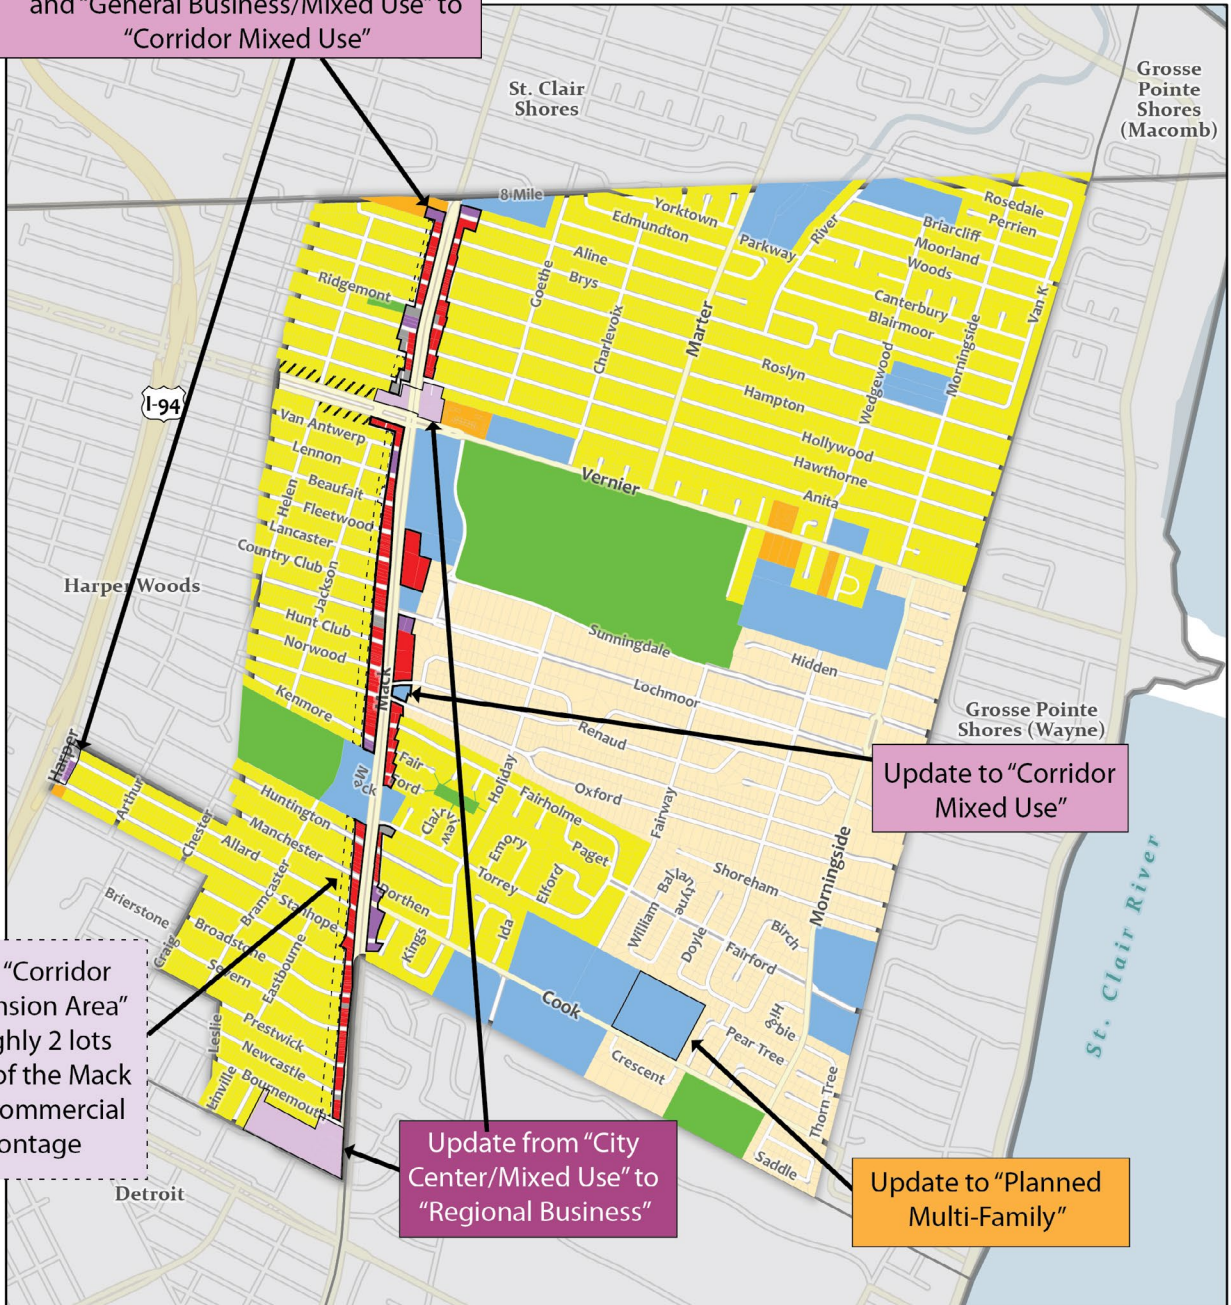 and “General Business/Mixed Use” to
“Corridor Mixed Use”
St. Clair
Shores
Grosse
Pointe
Shores
(Macomb)
8 Mile
Yorktown
Edmundton
Rosedale
Perrien
Briarcliff
Moorland
Woods
Parkway
River
Aline
Brys
Goethe
Ridgemont
Canterbury
Blairmoor
Van K
Charlevoix
Marter
Morningside
Wedgewood
Roslyn
Hampton
I-94
Van Antwerp
Lennon
Hollywood
Hawthorne
Anita
Vernier
Beaufait
Helen
Fleetwood
Lancaster
Country Club
Jackson
Harper Woods
Hunt Club
Norwood
Sunningdale
Hidden
Mack
Lochmoor
Kenmore
Renaud
Grosse Pointe
Shores (Wayne)
Update to “Corridor
Mixed Use”
Harper
Arthur
Fair
Ford
Mack
Holiday
Oxford
Fairholme
Fairway
Huntington
Clairview
Chester
Manchester
Allard
Emory
Paget
Morningside
Torrey
Elford
Shoreham
Ballantyne
Bramcaster
Stanhope
Dorthen
Brierstone
Broadstone
Craig
Kings
Ida
William
Doyle
Birch
Fairford
Severn
Eastbourne
St. Clair River
“Corridor
nsion Area”
ghly 2 lots
of the Mack
ommercial
ontage
Cook
Leslie
Prestwick
Newcastle
Bournemouth
Linville
Pear Tree
Crescent
Thorn Tree
Saddle
Update from “City
Center/Mixed Use” to
“Regional Business”
Update to “Planned
Multi-Family”
Detroit